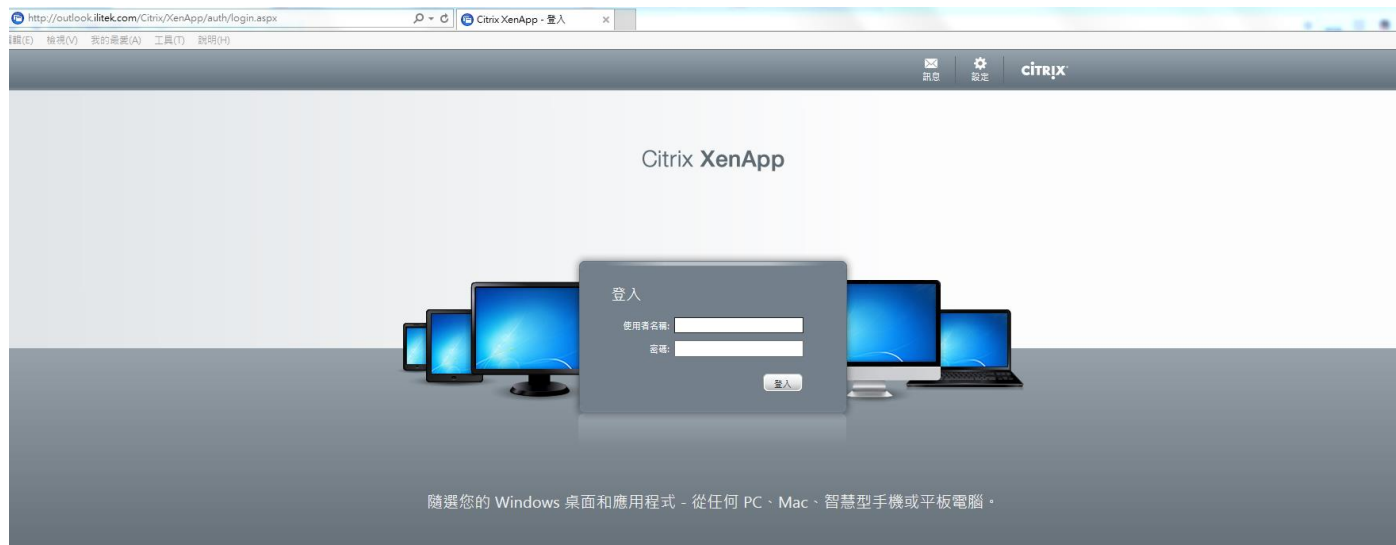 http://outlook.ilitek.com/Citrix/XenApp/auth/login.aspx
Citrix XenApp - 登入
檢視(V) 我的最愛(A) 工具(T) 說明(H)
訊息 設定 CITRIX
Citrix XenApp
登入
使用者名稱:
密碼:
登入
隨選您的 Windows 桌面和應用程式 - 從任何 PC、Mac、智慧型手機或平板電腦。